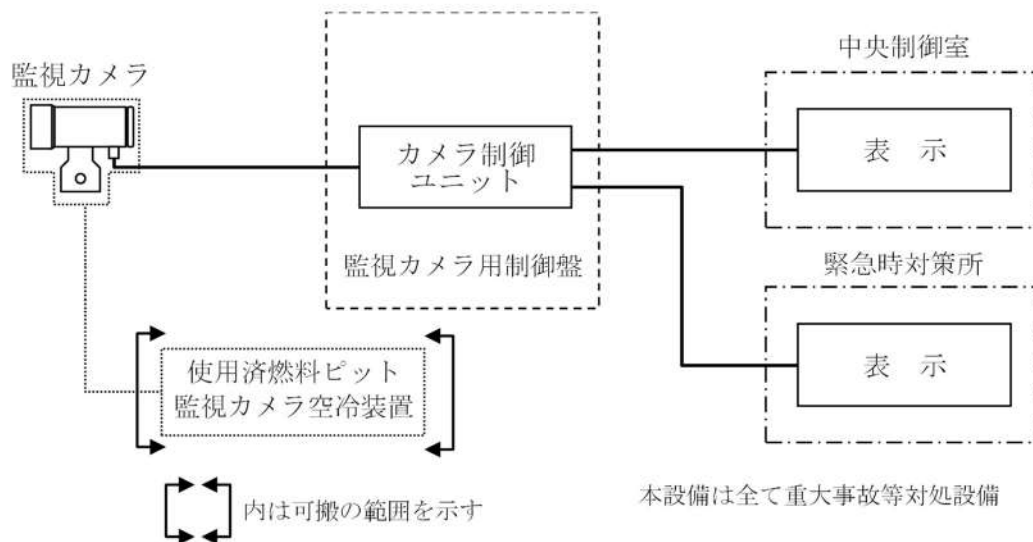 中央制御室
監視カメラ
表 示
カメラ制御
ユニット
監視カメラ用制御盤
緊急時対策所
表 示
使用済燃料ピット
監視カメラ空冷装置
内は可搬の範囲を示す
本設備は全て重大事故等対処設備